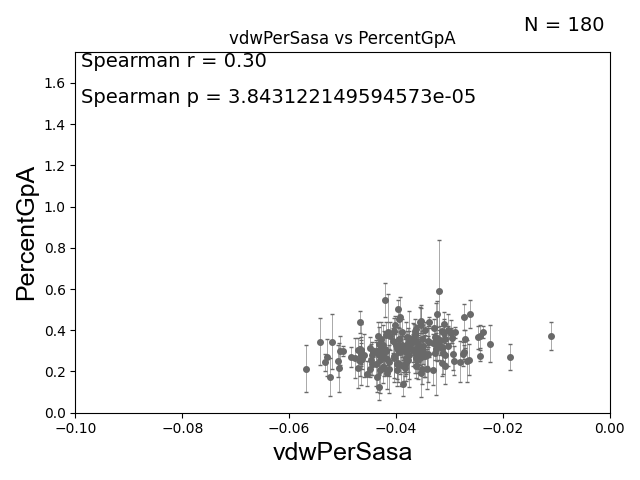 N = 180
vdwPerSasa vs PercentGpA
Spearman r = 0.30
Spearman p = 3.843122149594573e-05
PercentGpA
1.6
1.4
1.2
1.0
0.8
0.6
0.4
0.2
0.0
−0.10
−0.08
−0.06
−0.04
−0.02
0.00
vdwPerSasa